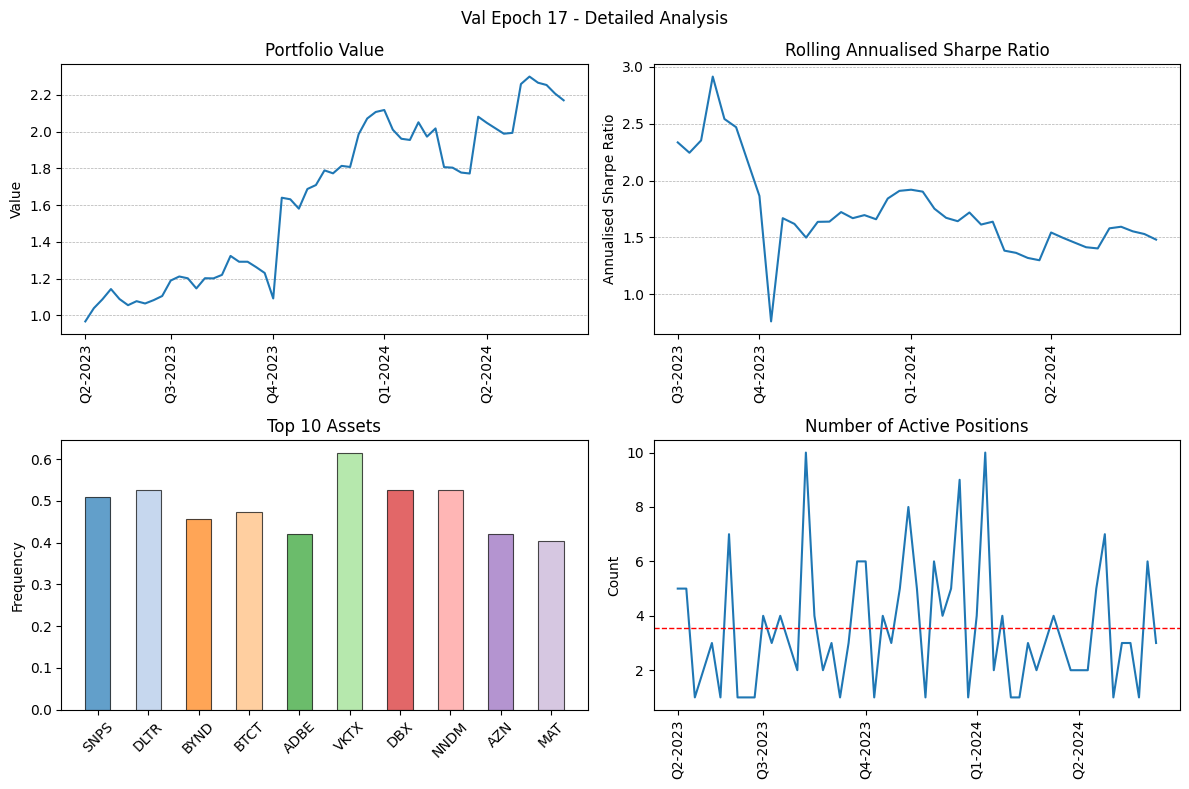 Val Epoch 17 - Detailed Analysis
Portfolio Value
Value
2.2
2.0
1.8
1.6
1.4
1.2
1.0
Q2-2023
Q3-2023
Q4-2023
Q1-2024
Q2-2024
Rolling Annualised Sharpe Ratio
Annualised Sharpe Ratio
3.0
2.5
2.0
1.5
1.0
Q3-2023
Q4-2023
Q1-2024
Q2-2024
Top 10 Assets
Frequency
0.6
0.5
0.4
0.3
0.2
0.1
0.0
SNPS
DLTR
BYND
BTCT
ADBE
VKTX
DBX
NNDM
AZN
MAT
Number of Active Positions
Count
10
8
6
4
2
Q2-2023
Q3-2023
Q4-2023
Q1-2024
Q2-2024